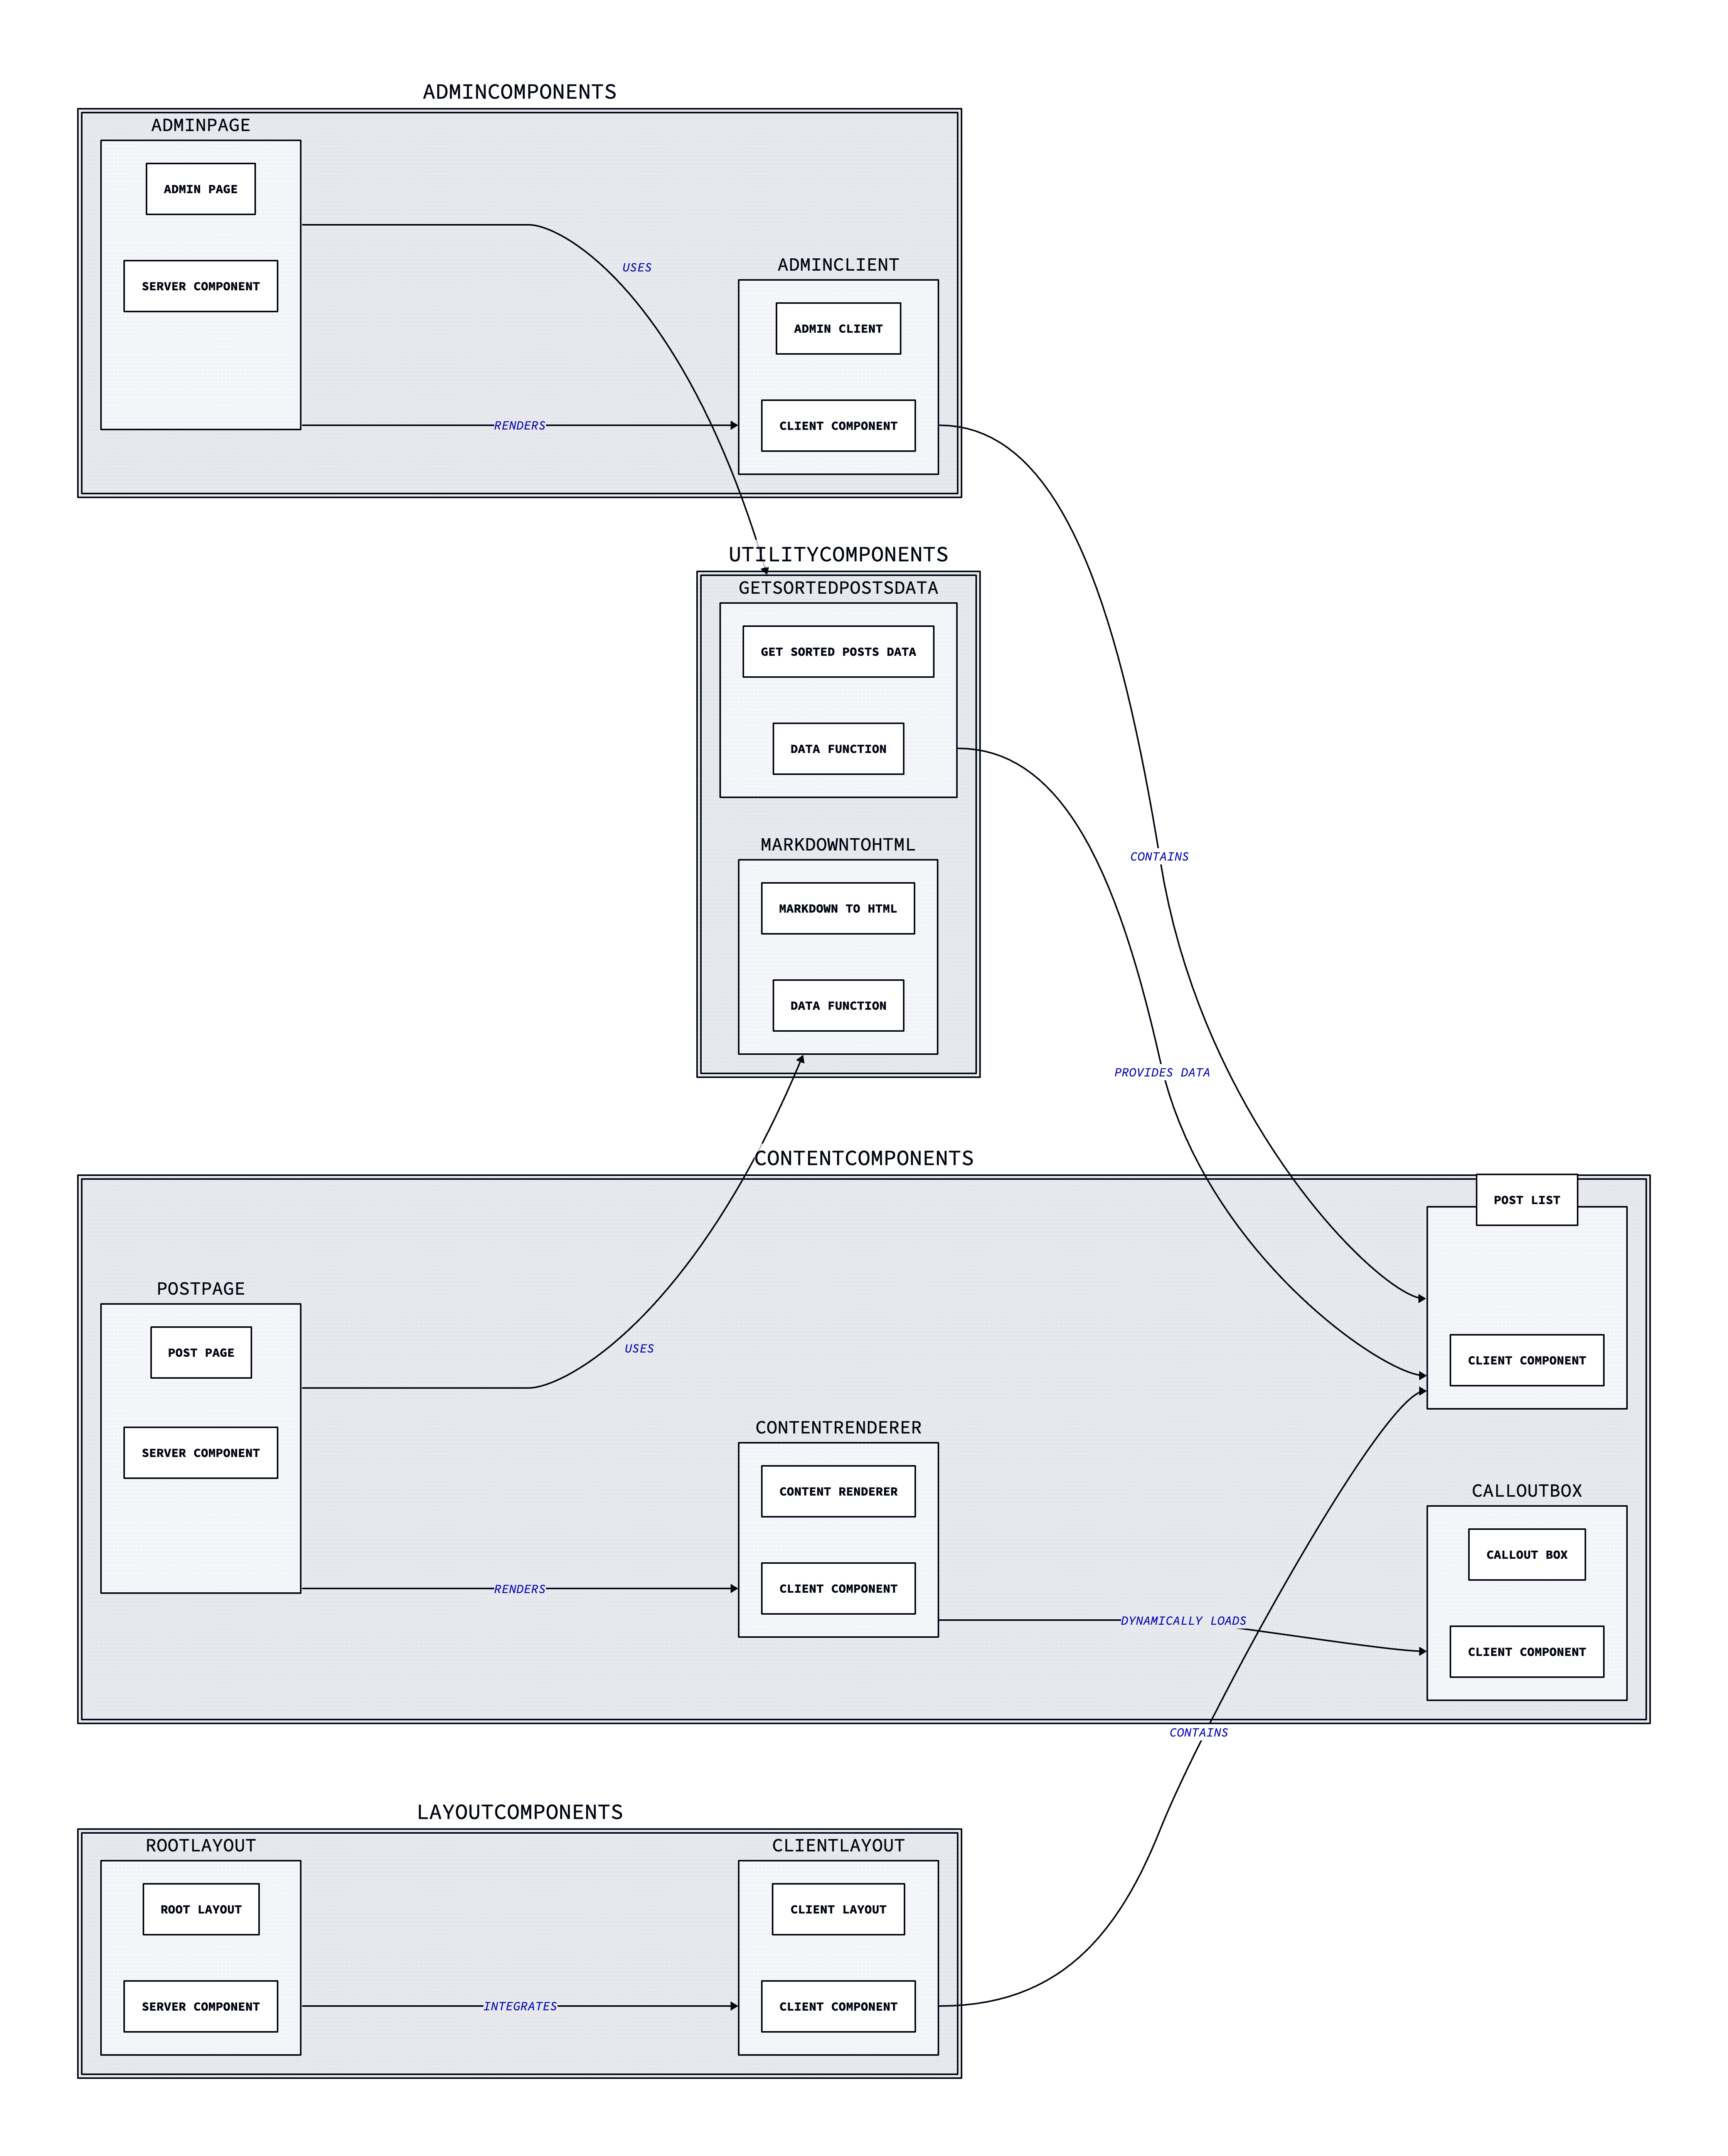 ADMINCOMPONENTS
ADMINPAGE
ADMIN PAGE
SERVER COMPONENT
USES
ADMINCLIENT
ADMIN CLIENT
CLIENT COMPONENT
RENDERS
UTILITYCOMPONENTS
GETSORTEDPOSTSDATA
GET SORTED POSTS DATA
DATA FUNCTION
MARKDOWNTOHTML
MARKDOWN TO HTML
DATA FUNCTION
CONTAINS
PROVIDES DATA
CONTENTCOMPONENTS
POST LIST
CLIENT COMPONENT
POSTPAGE
POST PAGE
SERVER COMPONENT
USES
CONTENTRENDERER
CONTENT RENDERER
CLIENT COMPONENT
RENDERS
CALLOUTBOX
CALLOUT BOX
CLIENT COMPONENT
DYNAMICALLY LOADS
CONTAINS
LAYOUTCOMPONENTS
ROOTLAYOUT
ROOT LAYOUT
SERVER COMPONENT
INTEGRATES
CLIENTLAYOUT
CLIENT LAYOUT
CLIENT COMPONENT